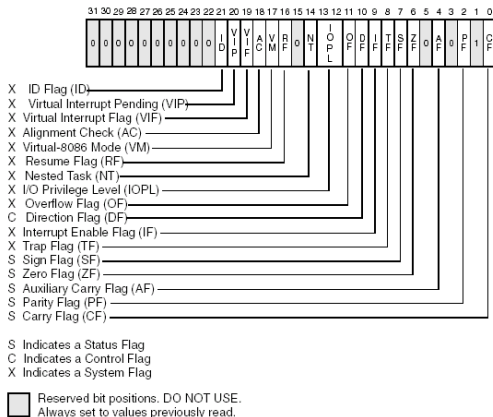 31 30 29 28 27 26 25 24 23 22 21 20 19 18 17 16 15 14 13 12 11 10 9 8 7 6 5 4 3 2 1 0
0 0 0 0 0 0 0 0 0 0 ID VIP VIF AC VM RF 0 NT IOPL OF DF IF TF SF ZF 0 AF 0 PF 1 CF
X ID Flag (ID)
X Virtual Interrupt Pending (VIP)
X Virtual Interrupt Flag (VIF)
X Alignment Check (AC)
X Virtual-8086 Mode (VM)
X Resume Flag (RF)
X Nested Task (NT)
X I/O Privilege Level (IOPL)
X Overflow Flag (OF)
C Direction Flag (DF)
X Interrupt Enable Flag (IF)
X Trap Flag (TF)
S Sign Flag (SF)
S Zero Flag (ZF)
S Auxiliary Carry Flag (AF)
S Parity Flag (PF)
S Carry Flag (CF)
S Indicates a Status Flag
C Indicates a Control Flag
X Indicates a System Flag
Reserved bit positions. DO NOT USE.
Always set to values previously read.